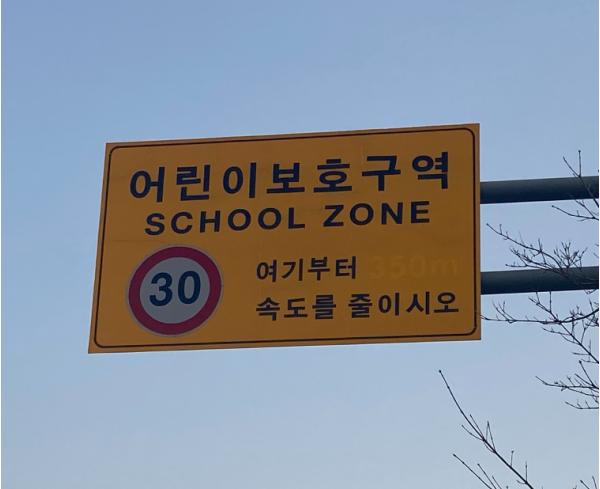 어린이보호구역
SCHOOL ZONE
30
여기부터 350m
속도를 줄이시오